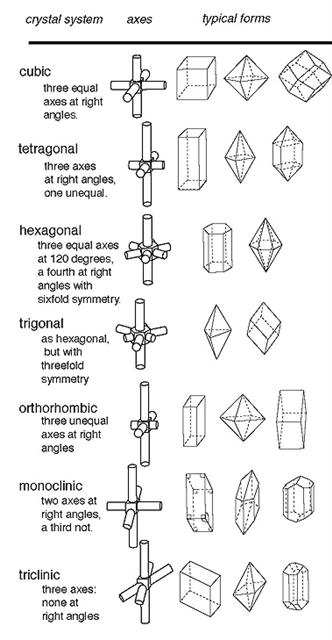 crystal system axes typical forms
cubic
three equal
axes at right
angles.
tetragonal
three axes
at right angles,
one unequal.
hexagonal
three equal axes
at 120 degrees,
a fourth at right
angles with
sixfold symmetry.
trigonal
as hexagonal,
but with
threefold
symmetry
orthorhombic
three unequal
axes at right
angles
monoclinic
two axes at
right angles,
a third not.
triclinic
three axes:
none at
right angles